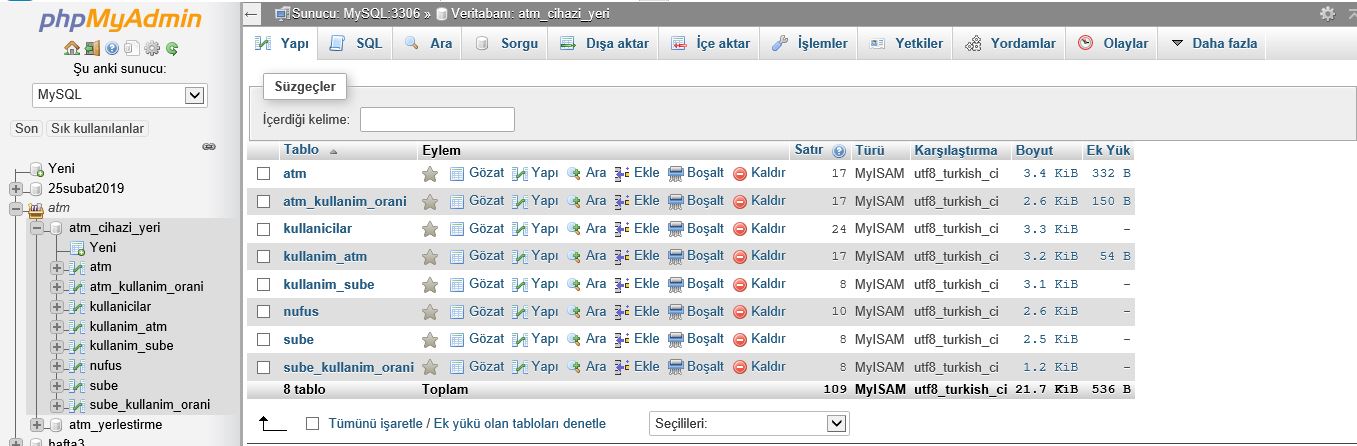 phpMyAdmin
Şu anki sunucu:
MySQL
Son Sık kullanılanlar
Yeni
25subat2019
atm
atm_cihazi_yeri
Yeni
atm
atm_kullanim_orani
kullanicilar
kullanim_atm
kullanim_sube
nufus
sube
sube_kullanim_orani
atm_yerlestirme
hafta3
Sunucu: MySQL:3306 » Veritabanı: atm_cihazi_yeri
Yapı SQL Ara Sorgu Dışa aktar İçe aktar İşlemler Yetkiler Yordamlar Olaylar Daha fazla
Süzgeçler
İçerdiği kelime:
Tablo Eylem Satır Türü Karşılaştırma Boyut Ek Yük
atm Gözat Yapı Ara Ekle Boşalt Kaldır 17 MyISAM utf8_turkish_ci 3.4 KiB 332 B
atm_kullanim_orani Gözat Yapı Ara Ekle Boşalt Kaldır 17 MyISAM utf8_turkish_ci 2.6 KiB 150 B
kullanicilar Gözat Yapı Ara Ekle Boşalt Kaldır 24 MyISAM utf8_turkish_ci 3.3 KiB -
kullanim_atm Gözat Yapı Ara Ekle Boşalt Kaldır 17 MyISAM utf8_turkish_ci 3.2 KiB 54 B
kullanim_sube Gözat Yapı Ara Ekle Boşalt Kaldır 8 MyISAM utf8_turkish_ci 3.1 KiB -
nufus Gözat Yapı Ara Ekle Boşalt Kaldır 10 MyISAM utf8_turkish_ci 2.6 KiB -
sube Gözat Yapı Ara Ekle Boşalt Kaldır 8 MyISAM utf8_turkish_ci 2.5 KiB -
sube_kullanim_orani Gözat Yapı Ara Ekle Boşalt Kaldır 8 MyISAM utf8_turkish_ci 1.2 KiB -
8 tablo Toplam 109 MyISAM utf8_turkish_ci 21.7 KiB 536 B
Tümünü işaretle / Ek yükü olan tabloları denetle Seçilileri: